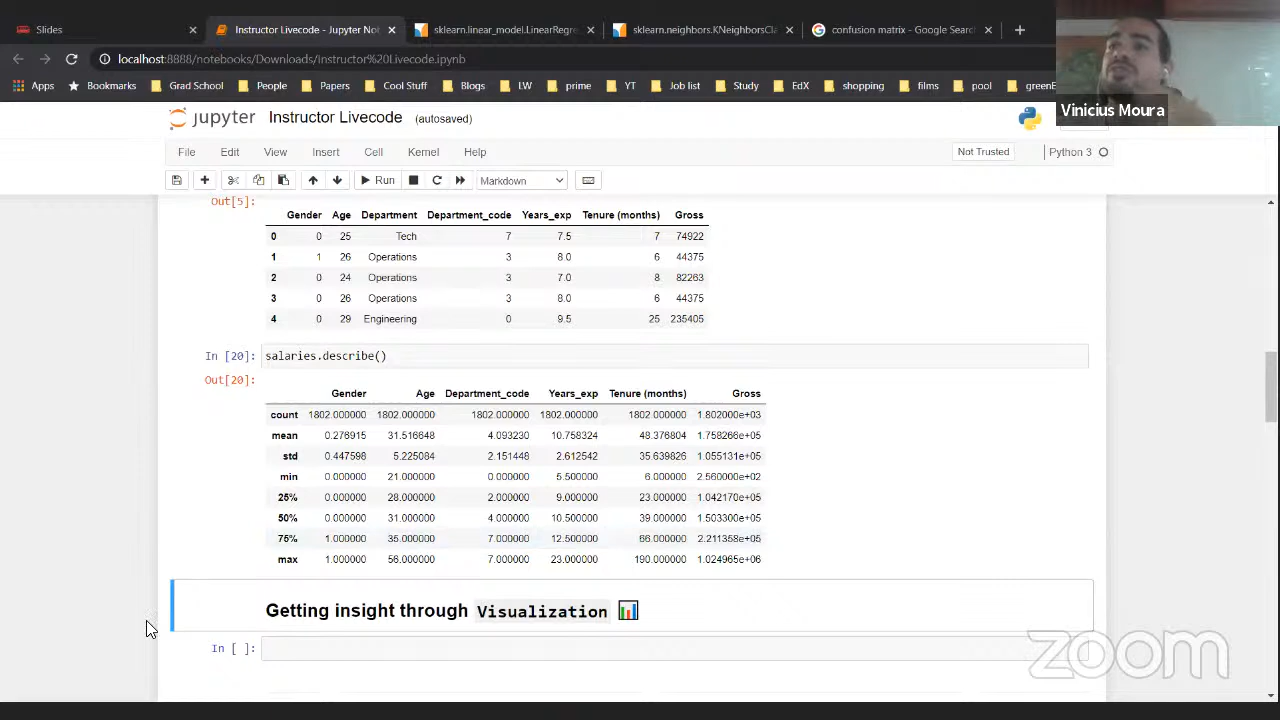 Slides
Instructor Livecode - Jupyter Not
sklearn.linear_model.LinearRegre
sklearn.neighbors.KNeighborsCla
confusion matrix - Google Search
localhost:8888/notebooks/Downloads/Instructor%20Livecode.ipynb
Apps Bookmarks Grad School People Papers Cool Stuff Blogs LW prime YT Job list Study EdX shopping films pool greenE
Vinicius Moura
jupyter Instructor Livecode (autosaved)
File Edit View Insert Cell Kernel Help Not Trusted Python 3
Run Markdown
Out[5]:
Gender Age Department Department_code Years_exp Tenure (months) Gross
0 0 25 Tech 7 7.5 7 74922
1 1 26 Operations 3 8.0 6 44375
2 0 24 Operations 3 7.0 8 82263
3 0 26 Operations 3 8.0 6 44375
4 0 29 Engineering 0 9.5 25 235405
In [20]: salaries.describe()
Out[20]:
Gender Age Department_code Years_exp Tenure (months) Gross
count 1802.000000 1802.000000 1802.000000 1802.000000 1802.000000 1.802000e+03
mean 0.276915 31.516648 4.093230 10.758324 48.376804 1.758266e+05
std 0.447598 5.225084 2.151448 2.612542 35.639826 1.055131e+05
min 0.000000 21.000000 0.000000 5.500000 6.000000 2.560000e+02
25% 0.000000 28.000000 2.000000 9.000000 23.000000 1.042170e+05
50% 0.000000 31.000000 4.000000 10.500000 39.000000 1.503300e+05
75% 1.000000 35.000000 7.000000 12.500000 66.000000 2.211358e+05
max 1.000000 56.000000 7.000000 23.000000 190.000000 1.024965e+06
Getting insight through Visualization 📊
In [ ]:
zoom